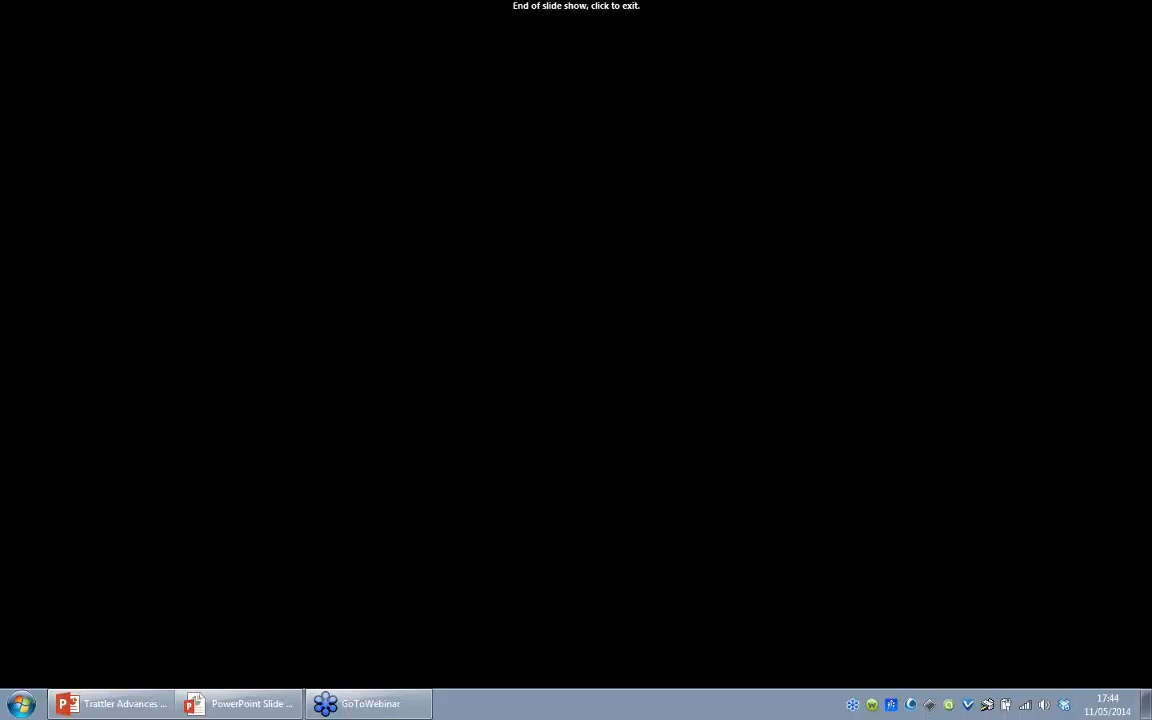 End of slide show, click to exit.
Trattler Advances ...
PowerPoint Slide ...
GoToWebinar
17:44
11/05/2014